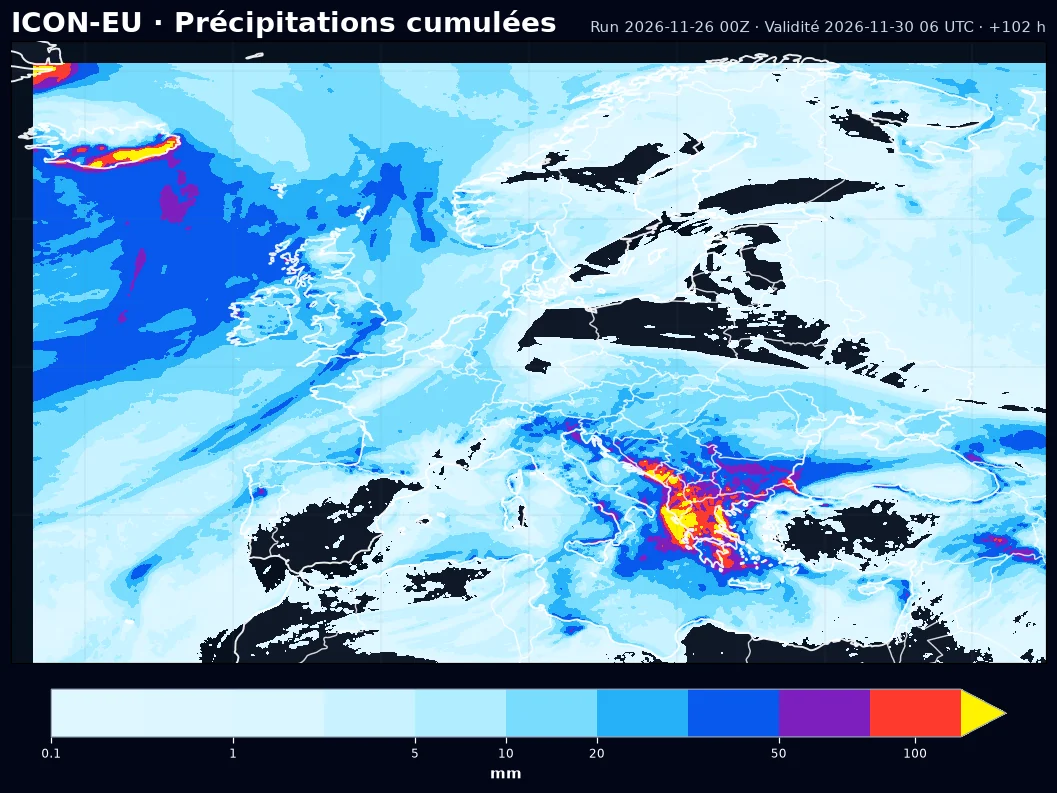 ICON-EU · Précipitations cumulées
Run 2026-11-26 00Z · Validité 2026-11-30 06 UTC · +102 h
0.1 1 5 10 20 50 100
mm